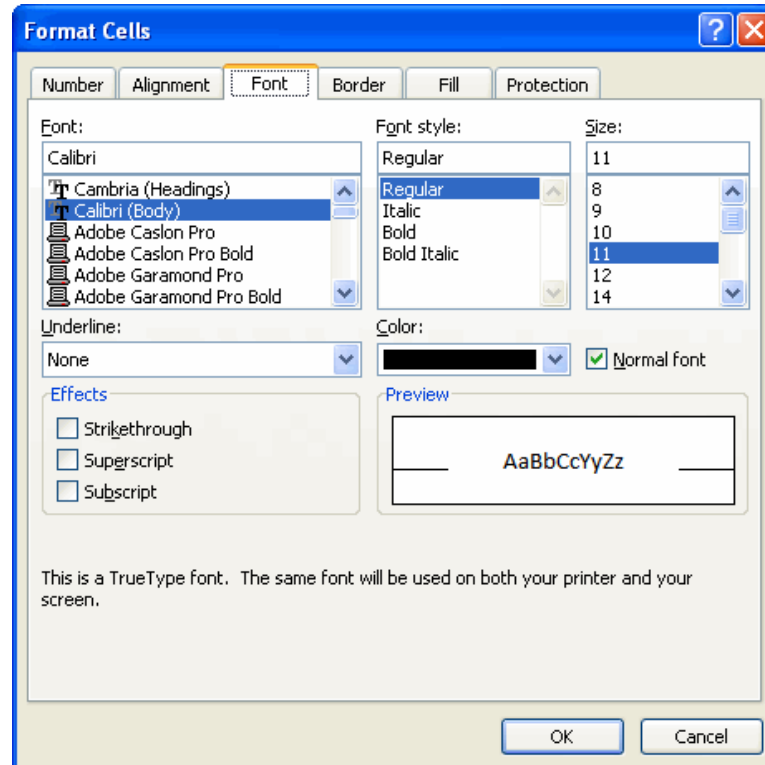 Format Cells
Number Alignment Font Border Fill Protection
Font: Font style: Size:
Calibri Regular 11
Cambria (Headings) Regular 8
Calibri (Body) Italic 9
Adobe Caslon Pro Bold 10
Adobe Caslon Pro Bold Bold Italic 11
Adobe Garamond Pro 12
Adobe Garamond Pro Bold 14
Underline: Color:
None Normal font
Effects Preview
Strikethrough
Superscript AaBbCcYyZz
Subscript
This is a TrueType font. The same font will be used on both your printer and your
screen.
OK Cancel